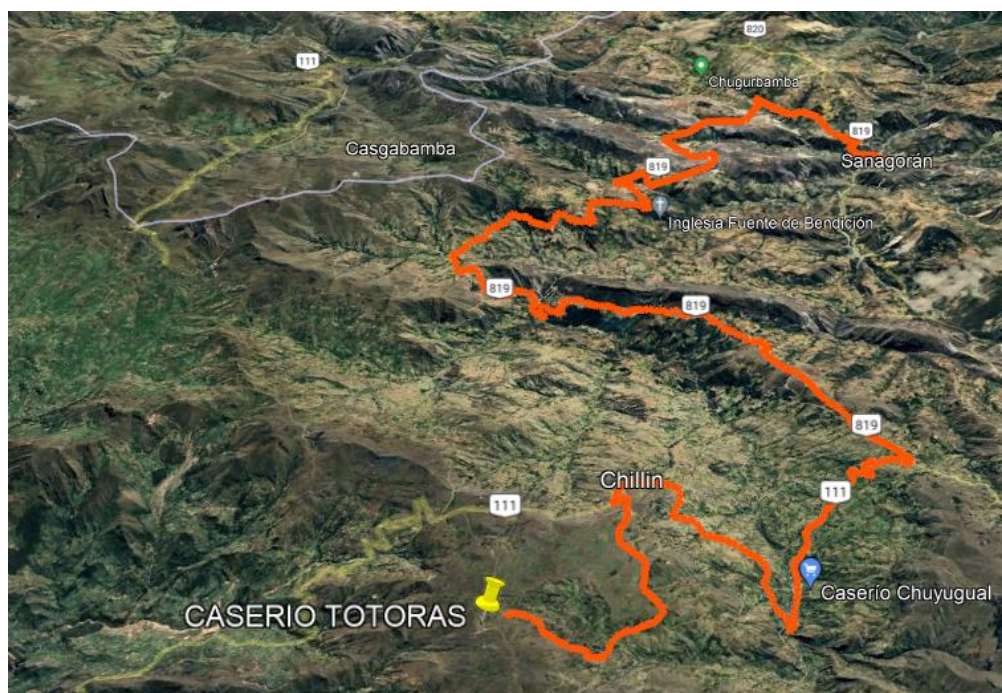 820
111
Chugurbamba
819
Casgabamba
Sanagorán
819
Inglesia Fuente de Bendición
819
819
819
Chillin
111
111
Caserío Chuyugual
CASERIO TOTORAS